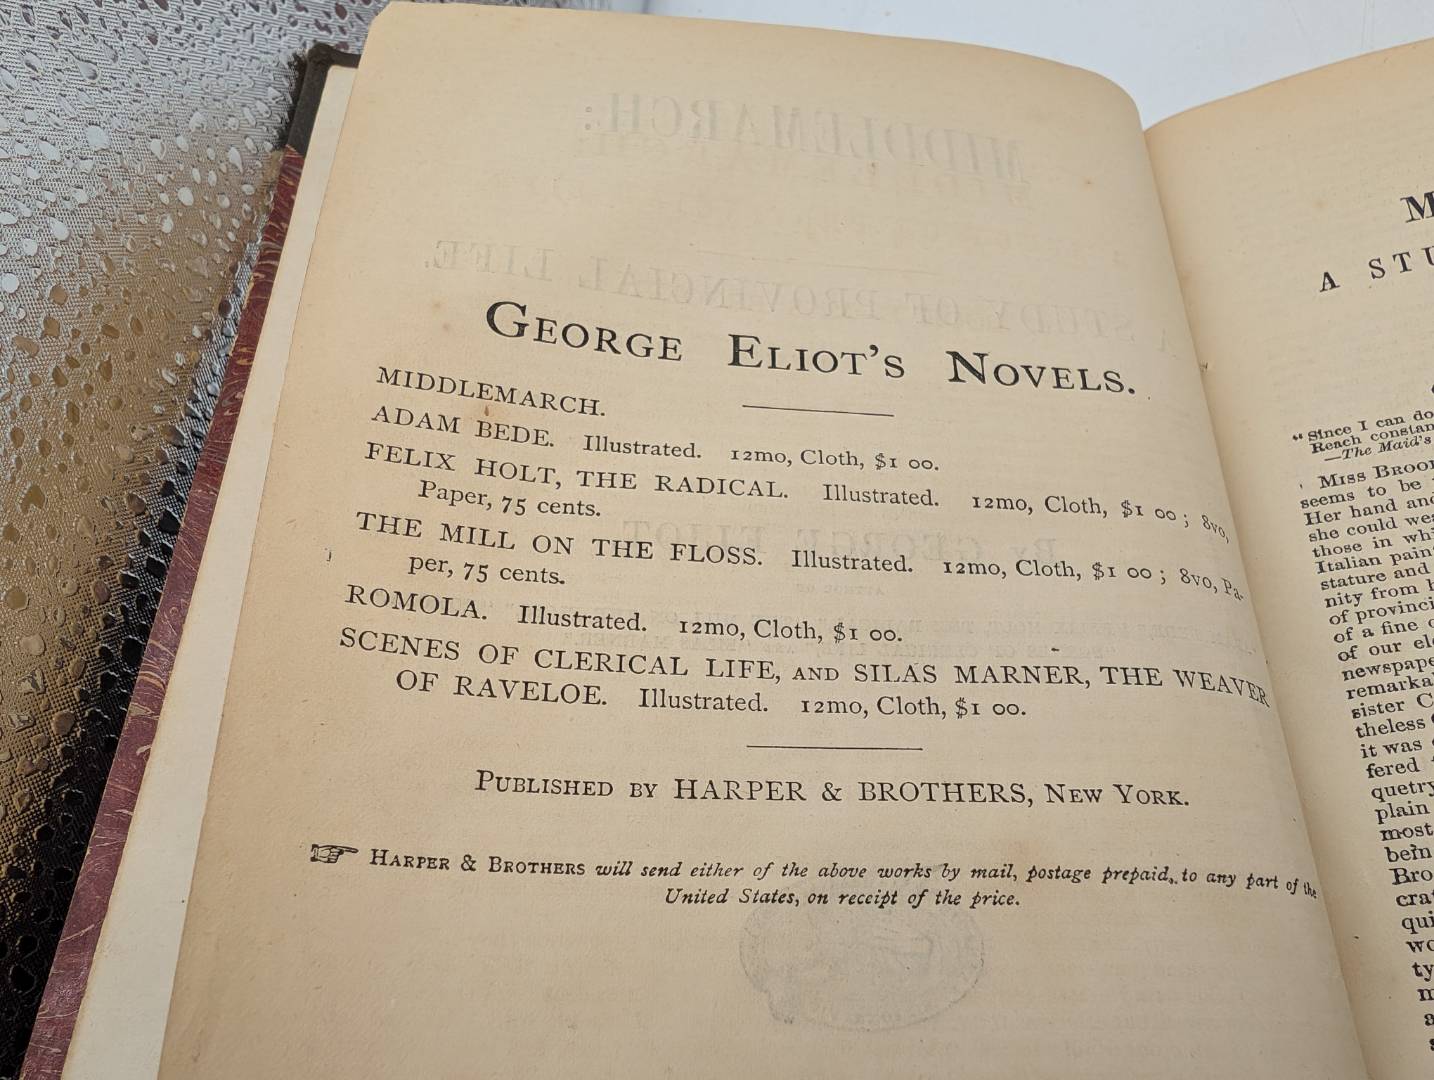 GEORGE ELIOT'S NOVELS.
MIDDLEMARCH.
ADAM BEDE. Illustrated. 12mo, Cloth, $1 00.
FELIX HOLT, THE RADICAL. Illustrated. 12mo, Cloth, $1 00; 8vo,
Paper, 75 cents.
THE MILL ON THE FLOSS. Illustrated. 12mo, Cloth, $1 00; 8vo, Pa-
per, 75 cents.
ROMOLA. Illustrated. 12mo, Cloth, $1 00.
SCENES OF CLERICAL LIFE, AND SILAS MARNER, THE WEAVER
OF RAVELOE. Illustrated. 12mo, Cloth, $1 00.
PUBLISHED BY HARPER & BROTHERS, NEW YORK.
☞ HARPER & BROTHERS will send either of the above works by mail, postage prepaid, to any part of the
United States, on receipt of the price.
A STU
"Since I can do
Reach constan
—The Maid's
MISS BROO
seems to be
Her hand and
she could wea
those in whi
Italian pain
stature and
nity from
of provinci
of a fine
of our el
newspape
remarka
sister C
theless
it was
fered
quetry
plain
most
bein
Bro
cra
qui
wo
ty